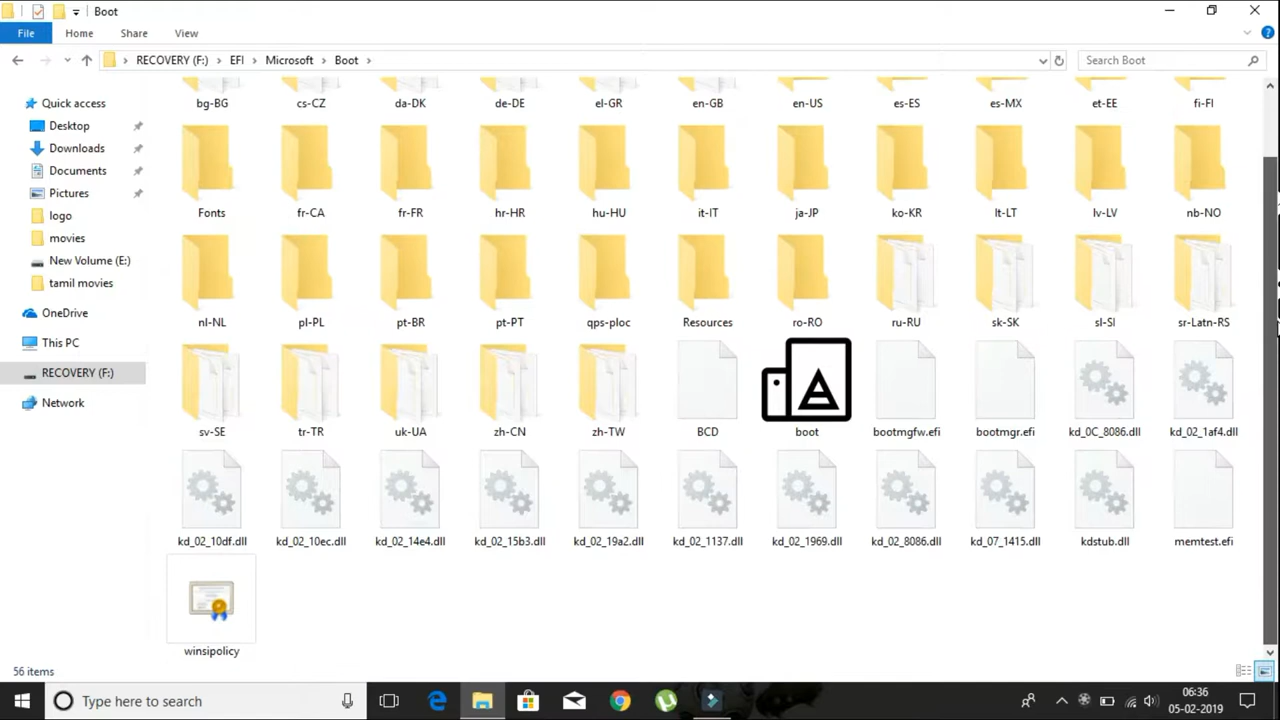 Boot
File Home Share View
RECOVERY (F:) EFI Microsoft Boot
Search Boot
Quick access
Desktop
Downloads
Documents
Pictures
logo
movies
New Volume (E:)
tamil movies
OneDrive
This PC
RECOVERY (F:)
Network
bg-BG cs-CZ da-DK de-DE el-GR en-GB en-US es-ES es-MX et-EE fi-FI
Fonts fr-CA fr-FR hr-HR hu-HU it-IT ja-JP ko-KR lt-LT lv-LV nb-NO
nl-NL pl-PL pt-BR pt-PT qps-ploc Resources ro-RO ru-RU sk-SK sl-SI sr-Latn-RS
sv-SE tr-TR uk-UA zh-CN zh-TW BCD boot bootmgfw.efi bootmgr.efi kd_0C_8086.dll kd_02_1af4.dll
kd_02_10df.dll kd_02_10ec.dll kd_02_14e4.dll kd_02_15b3.dll kd_02_19a2.dll kd_02_1137.dll kd_02_1969.dll kd_02_8086.dll kd_07_1415.dll kdstub.dll memtest.efi
winsipolicy
56 items
Type here to search
06:36
05-02-2019